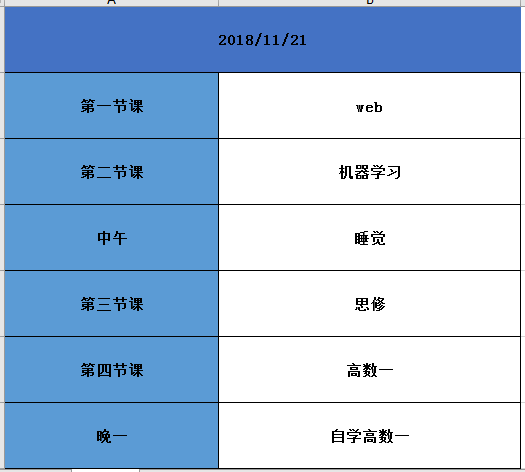 2018/11/21
第一节课 web
第二节课 机器学习
中午 睡觉
第三节课 思修
第四节课 高数一
晚一 自学高数一